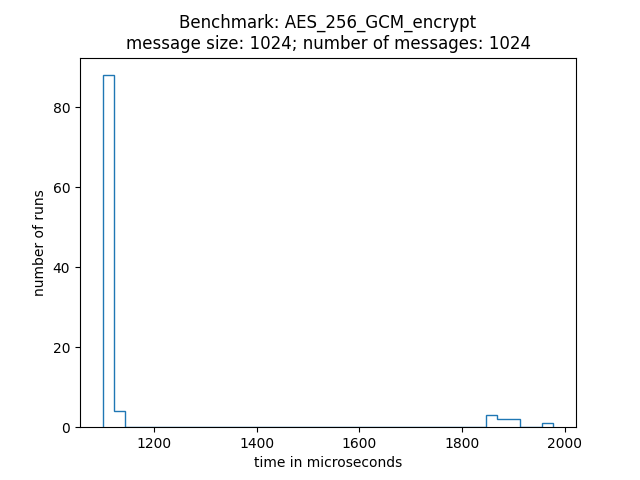 Benchmark: AES_256_GCM_encrypt
message size: 1024; number of messages: 1024
80
60
40
20
0
number of runs
1200 1400 1600 1800 2000
time in microseconds